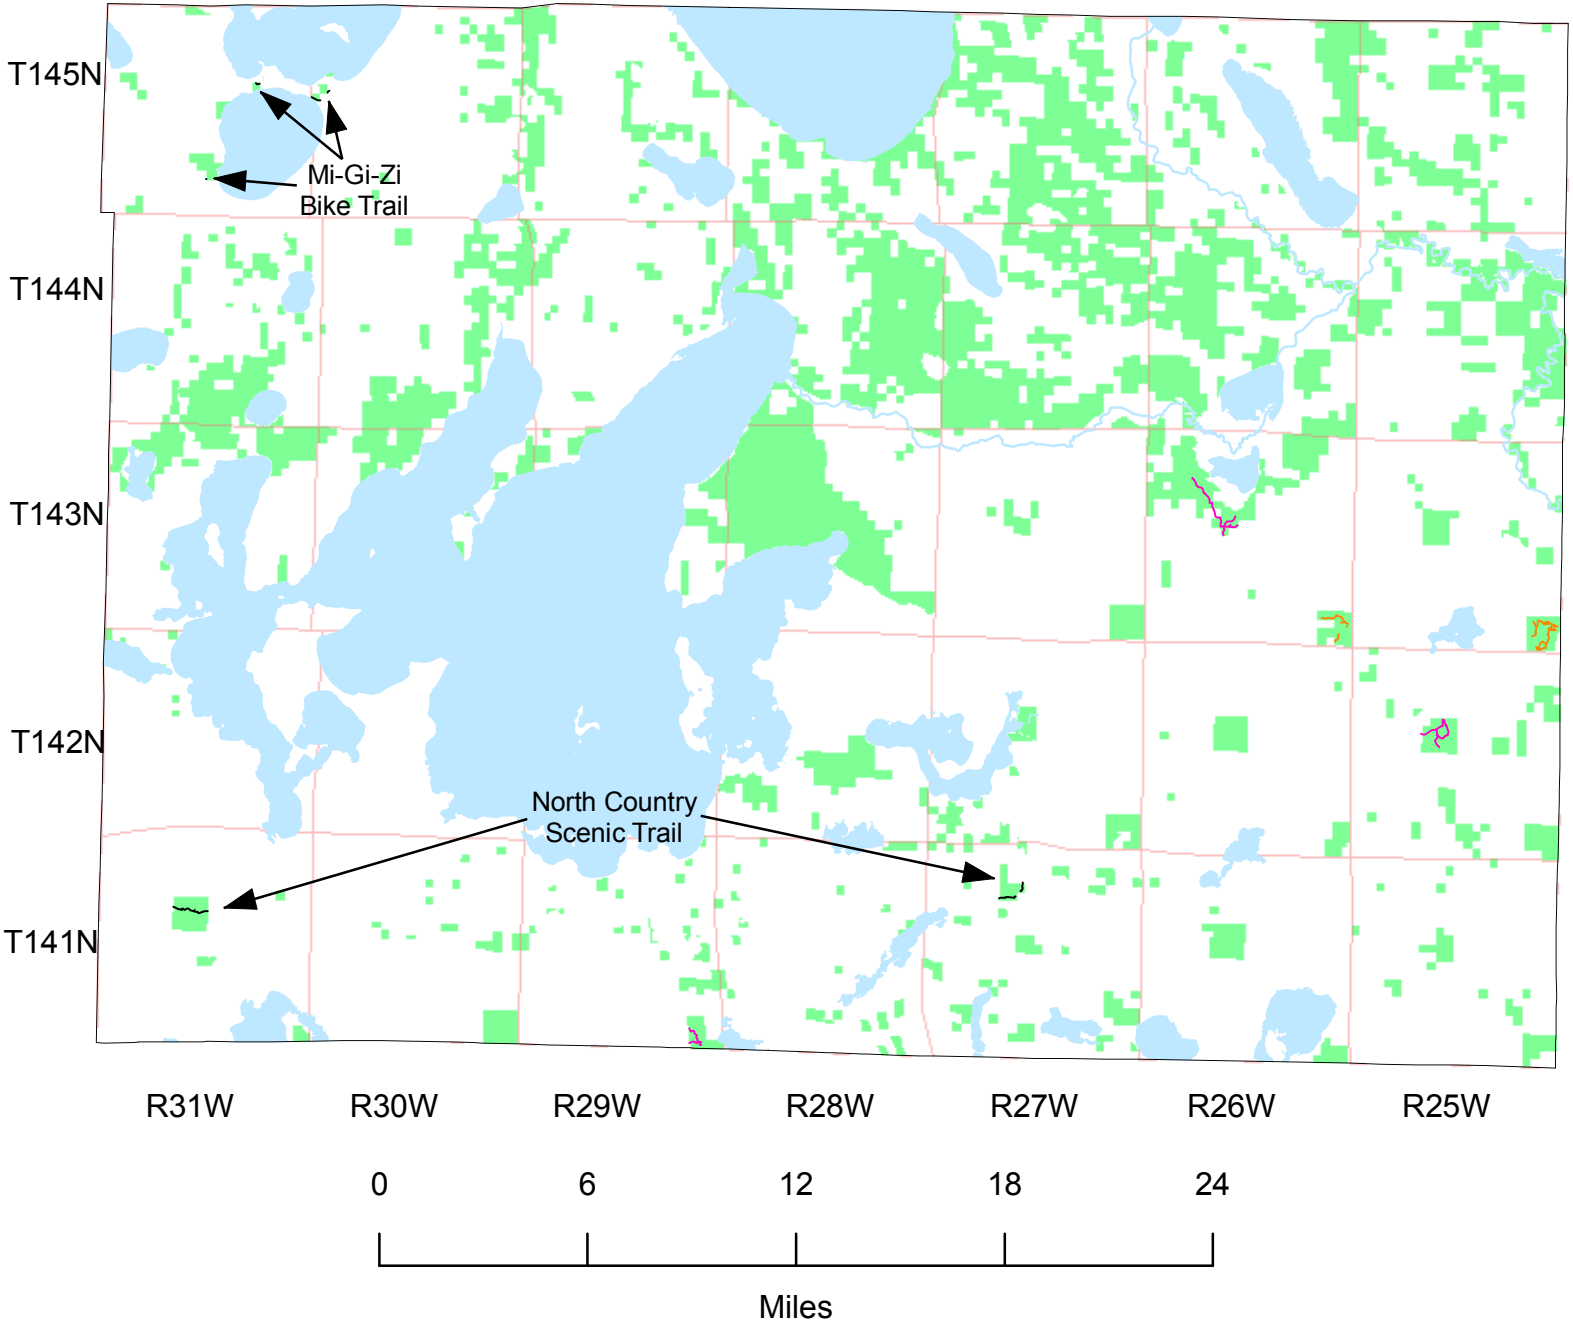 T145N
Mi-Gi-Zi
Bike Trail
T144N
T143N
T142N
North Country
Scenic Trail
T141N
R31W R30W R29W R28W R27W R26W R25W
0 6 12 18 24
Miles